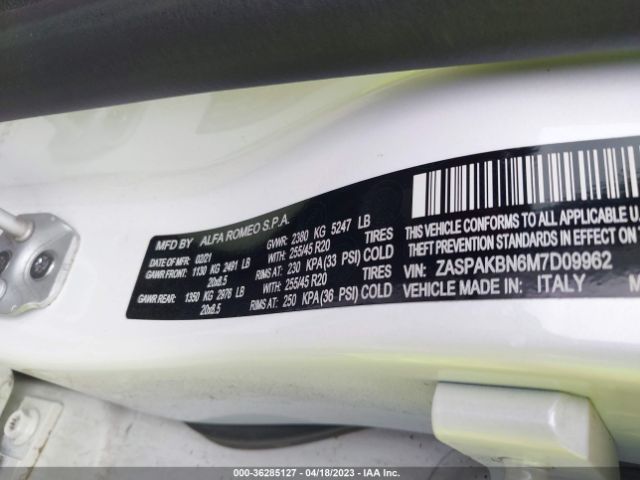 MFD BY ALFA ROMEO S.P.A.
DATE OF MFR: 02/21 GVWR: 2380 KG 5247 LB
GAWR FRONT: 1130 KG 2491 LB WITH: 255/45 R20 TIRES
20x8.5 RIMS AT: 230 KPA(33 PSI) COLD
GAWR REAR: 1350 KG 2976 LB WITH: 255/45 R20 TIRES
20x8.5 RIMS AT: 250 KPA(36 PSI) COLD
THIS VEHICLE CONFORMS TO ALL APPLICABLE
THEFT PREVENTION STANDARDS IN EFFECT ON THE
VIN: ZASPAKBN6M7D09962
VEHICLE MADE IN: ITALY
000-36285127 - 04/18/2023 - IAA Inc.